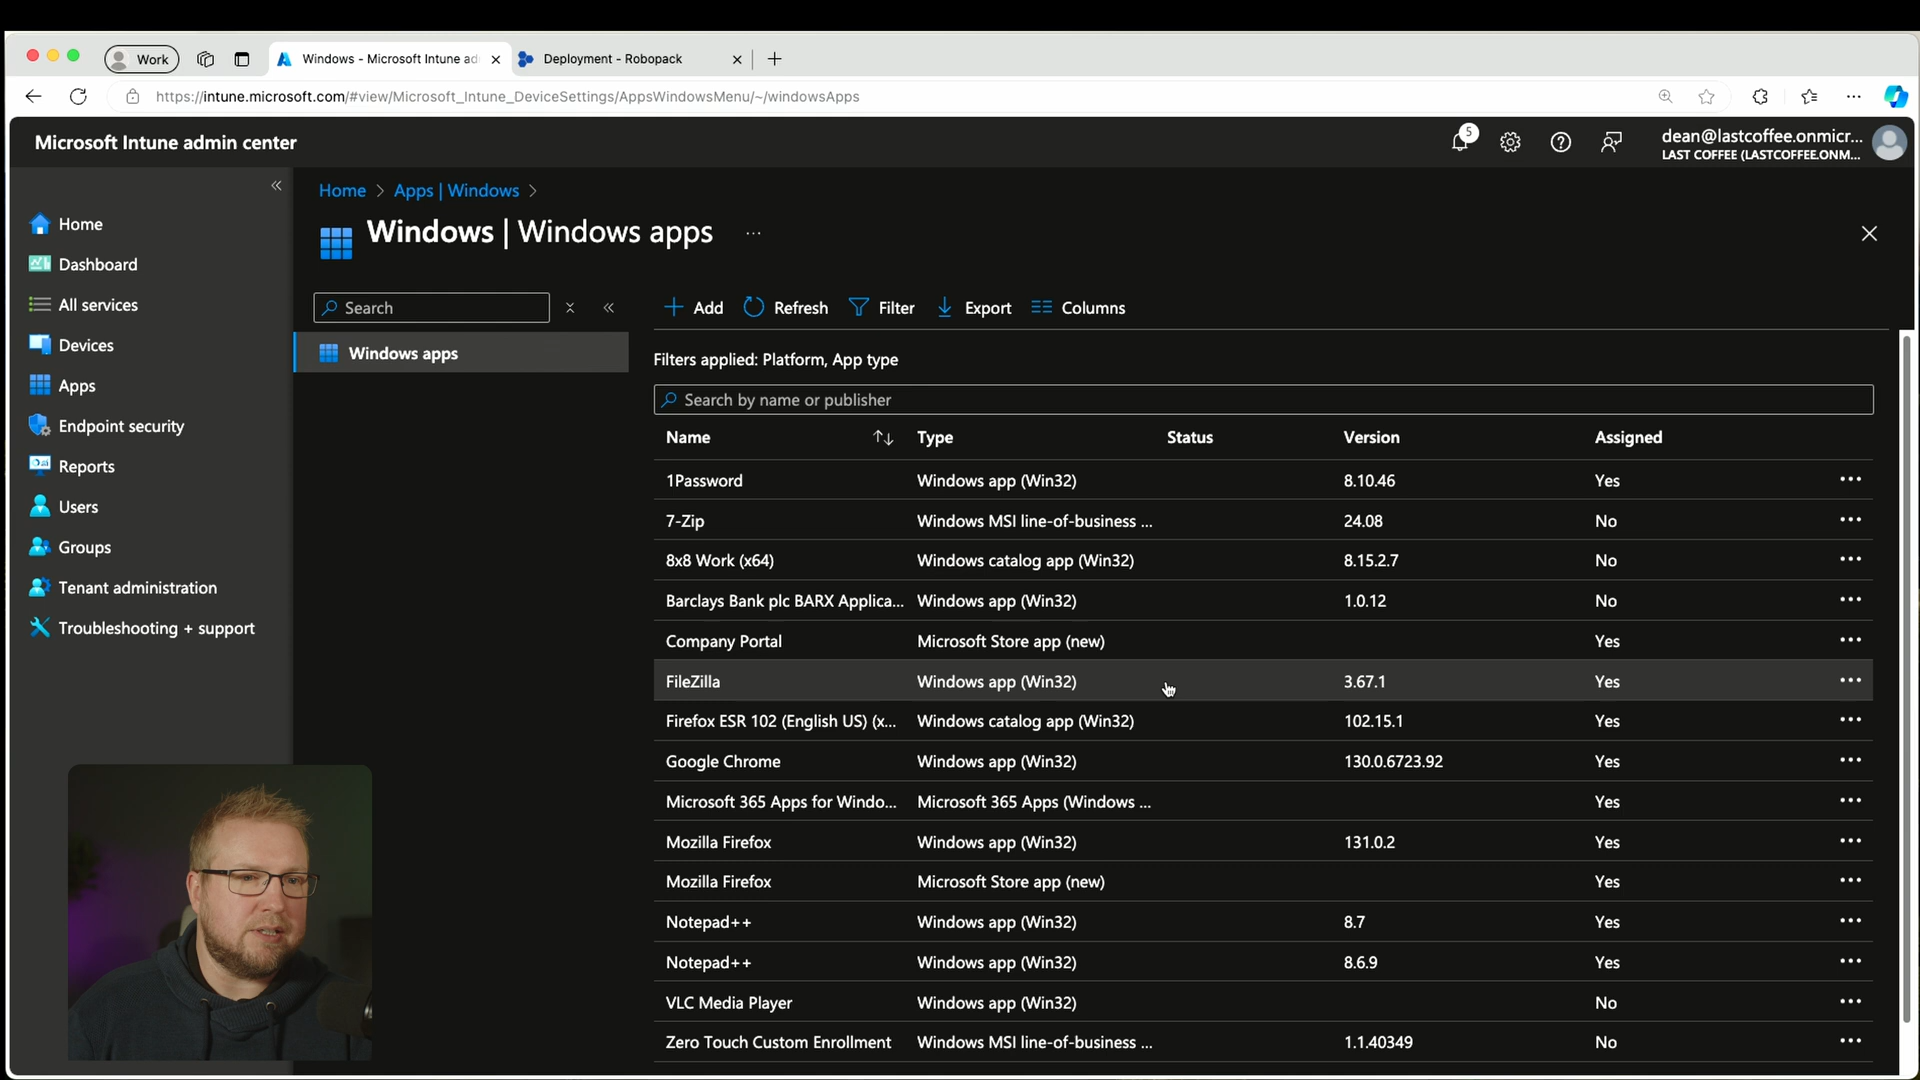 Work
Windows - Microsoft Intune ad
Deployment - Robopack
https://intune.microsoft.com/#view/Microsoft_Intune_DeviceSettings/AppsWindowsMenu/~/windowsApps
Microsoft Intune admin center
5
dean@lastcoffee.onmicr...
LAST COFFEE (LASTCOFFEE.ONM...
Home
Dashboard
All services
Devices
Apps
Endpoint security
Reports
Users
Groups
Tenant administration
Troubleshooting + support
Home > Apps | Windows >
Windows | Windows apps ...
Search
Windows apps
Add Refresh Filter Export Columns
Filters applied: Platform, App type
Search by name or publisher
Name Type Status Version Assigned
1Password Windows app (Win32) 8.10.46 Yes ...
7-Zip Windows MSI line-of-business ... 24.08 No ...
8x8 Work (x64) Windows catalog app (Win32) 8.15.2.7 No ...
Barclays Bank plc BARX Applica... Windows app (Win32) 1.0.12 No ...
Company Portal Microsoft Store app (new) Yes ...
FileZilla Windows app (Win32) 3.67.1 Yes ...
Firefox ESR 102 (English US) (x... Windows catalog app (Win32) 102.15.1 Yes ...
Google Chrome Windows app (Win32) 130.0.6723.92 Yes ...
Microsoft 365 Apps for Windo... Microsoft 365 Apps (Windows ... Yes ...
Mozilla Firefox Windows app (Win32) 131.0.2 Yes ...
Mozilla Firefox Microsoft Store app (new) Yes ...
Notepad++ Windows app (Win32) 8.7 Yes ...
Notepad++ Windows app (Win32) 8.6.9 Yes ...
VLC Media Player Windows app (Win32) No ...
Zero Touch Custom Enrollment Windows MSI line-of-business ... 1.1.40349 No ...